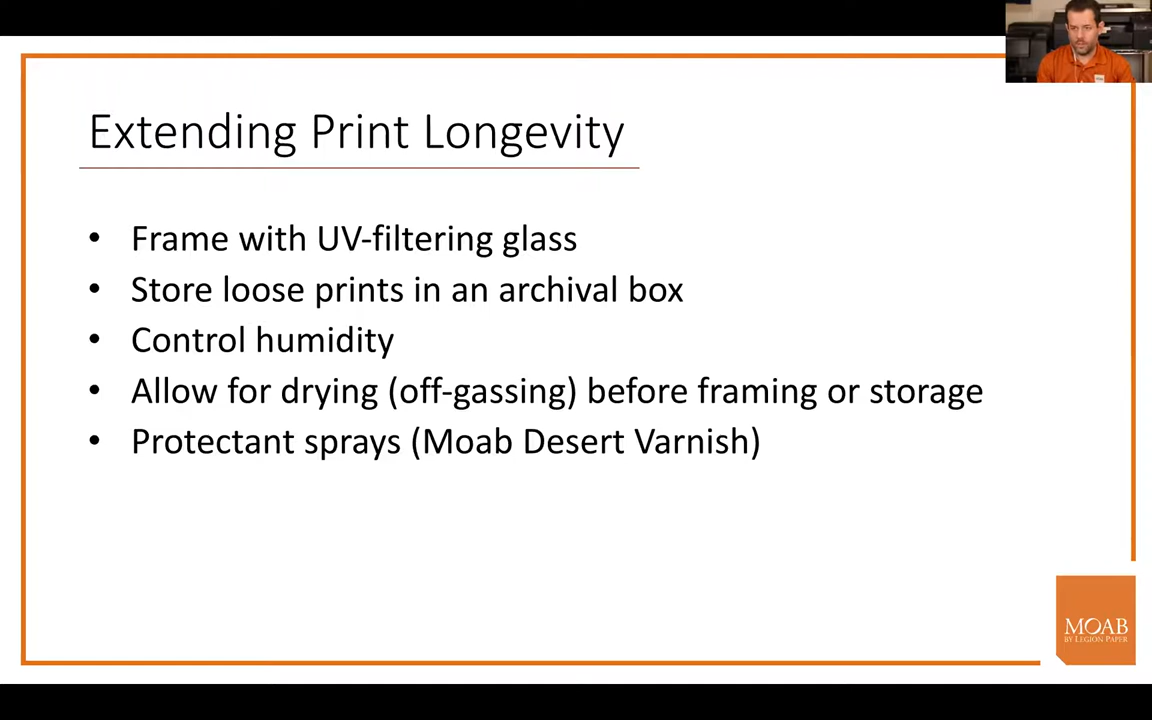 Extending Print Longevity
• Frame with UV-filtering glass
• Store loose prints in an archival box
• Control humidity
• Allow for drying (off-gassing) before framing or storage
• Protectant sprays (Moab Desert Varnish)
MOAB
BY LEGION PAPER